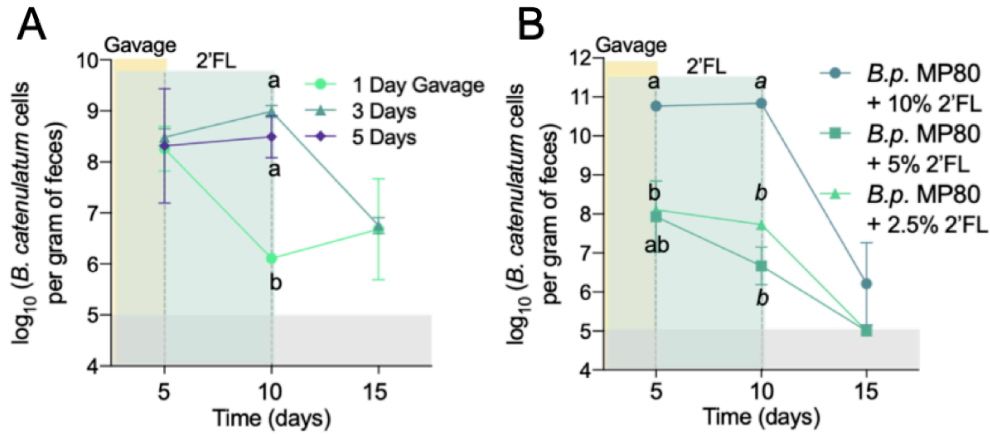 A
Gavage
2'FL
10
9
8
7
6
5
4
log10 (B. catenulatum cells
per gram of feces)
a
a
b
1 Day Gavage
3 Days
5 Days
5
10
15
Time (days)
B
Gavage
2'FL
12
11
10
9
8
7
6
5
4
log10 (B. catenulatum cells
per gram of feces)
a
a
b
b
ab
b
B.p. MP80
+ 10% 2'FL
B.p. MP80
+ 5% 2'FL
B.p. MP80
+ 2.5% 2'FL
5
10
15
Time (days)